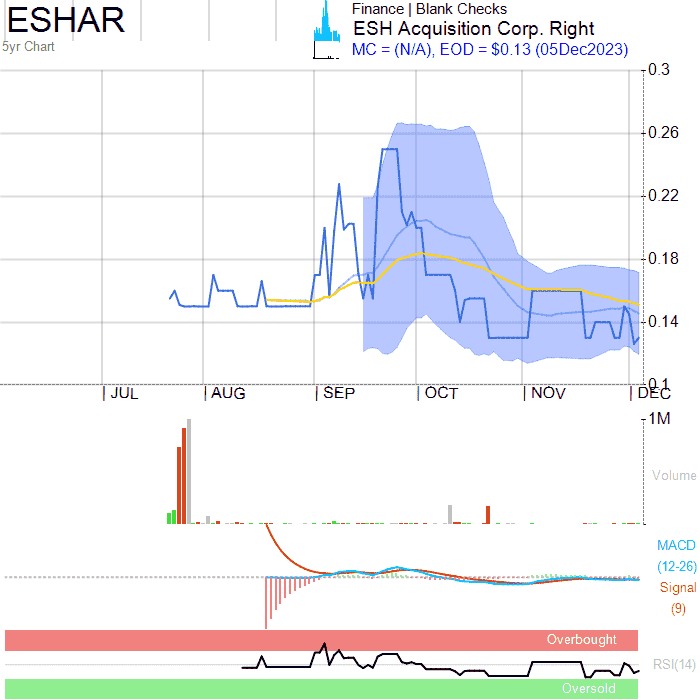 ESHAR
5yr Chart
Finance | Blank Checks
ESH Acquisition Corp. Right
MC = (N/A), EOD = $0.13 (05Dec2023)
0.3
0.26
0.22
0.18
0.14
0.1
JUL AUG SEP OCT NOV DEC
1M
Volume
MACD
(12-26)
Signal
(9)
Overbought
RSI(14)
Oversold